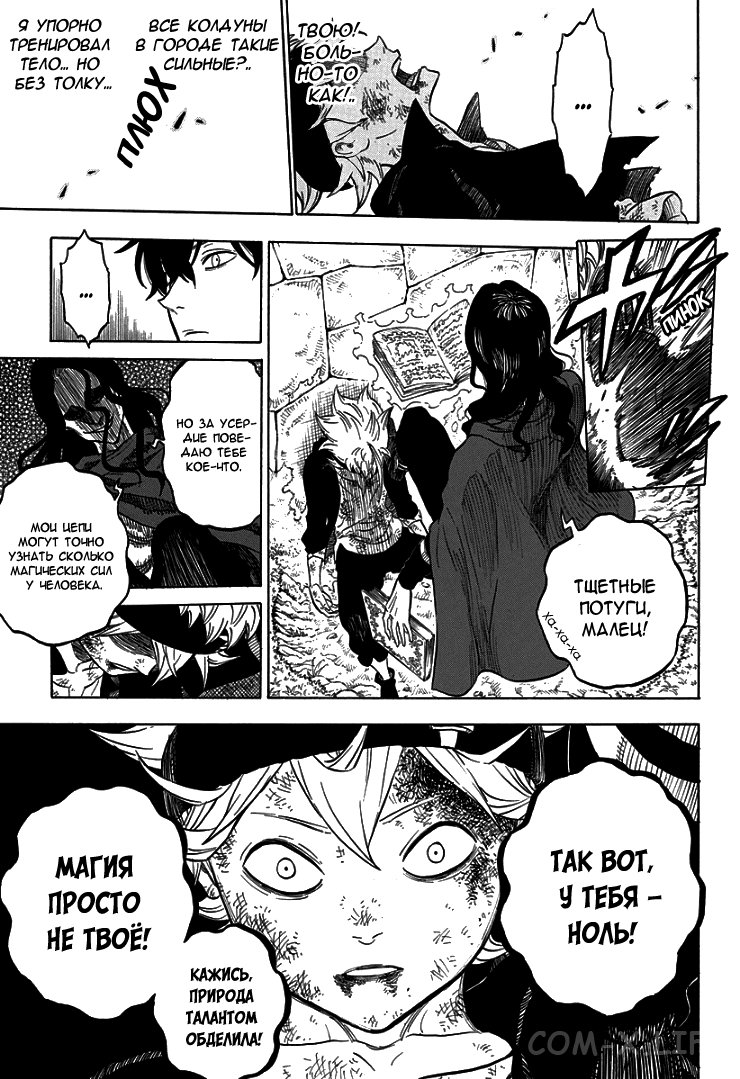 ...
ТВОЮ!
БОЛЬ-
НО-ТО
КАК!..
ВСЕ КОЛДУНЫ
В ГОРОДЕ ТАКИЕ
СИЛЬНЫЕ?..
Я УПОРНО
ТРЕНИРОВАЛ
ТЕЛО... НО
БЕЗ ТОЛКУ...
ПЛЮХ
ПИНОК
ТЩЕТНЫЕ
ПОТУГИ,
МАЛЕЦ!
ХА-ХА-ХА
...
НО ЗА УСЕР-
ДИЕ ПОВЕ-
ДАЮ ТЕБЕ
КОЕ-ЧТО.
МОИ ЦЕПИ
МОГУТ ТОЧНО
УЗНАТЬ СКОЛЬКО
МАГИЧЕСКИХ СИЛ
У ЧЕЛОВЕКА.
ТАК ВОТ,
У ТЕБЯ –
НОЛЬ!
МАГИЯ
ПРОСТО
НЕ ТВОЁ!
КАЖИСЬ,
ПРИРОДА
ТАЛАНТОМ
ОБДЕЛИЛА!
COM-X.LIF